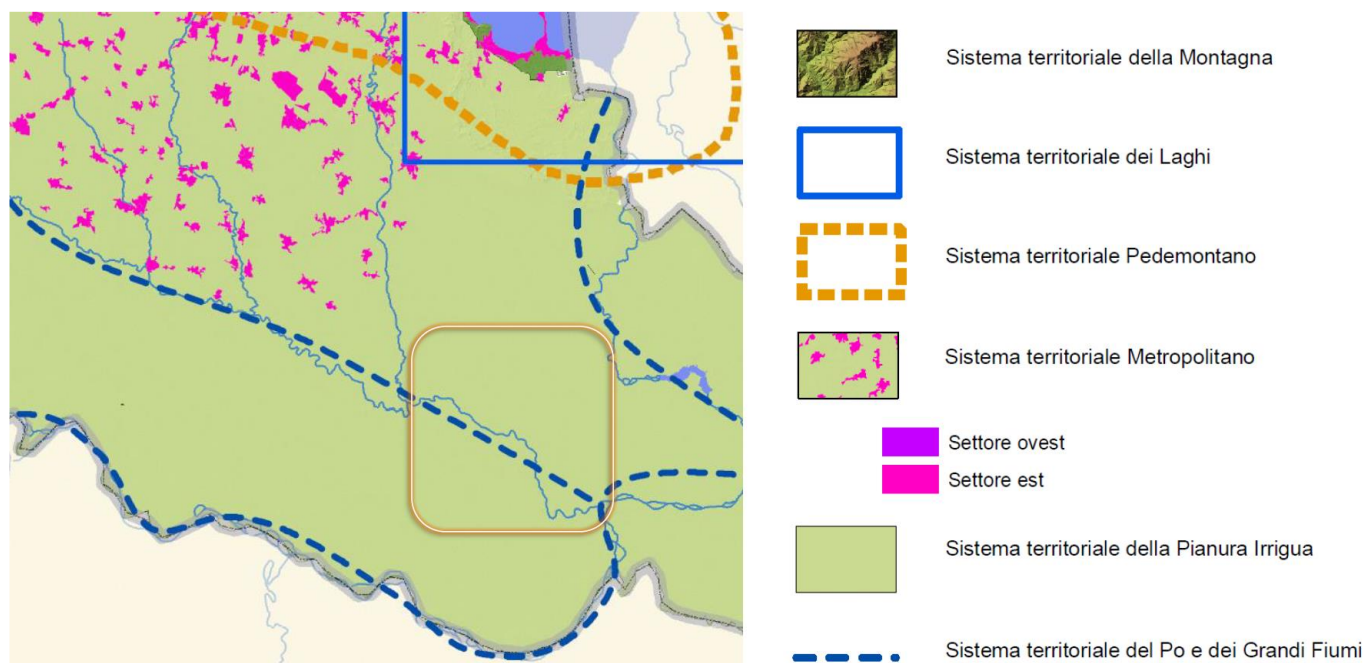 Sistema territoriale della Montagna
Sistema territoriale dei Laghi
Sistema territoriale Pedemontano
Sistema territoriale Metropolitano
Settore ovest
Settore est
Sistema territoriale della Pianura Irrigua
Sistema territoriale del Po e dei Grandi Fiumi